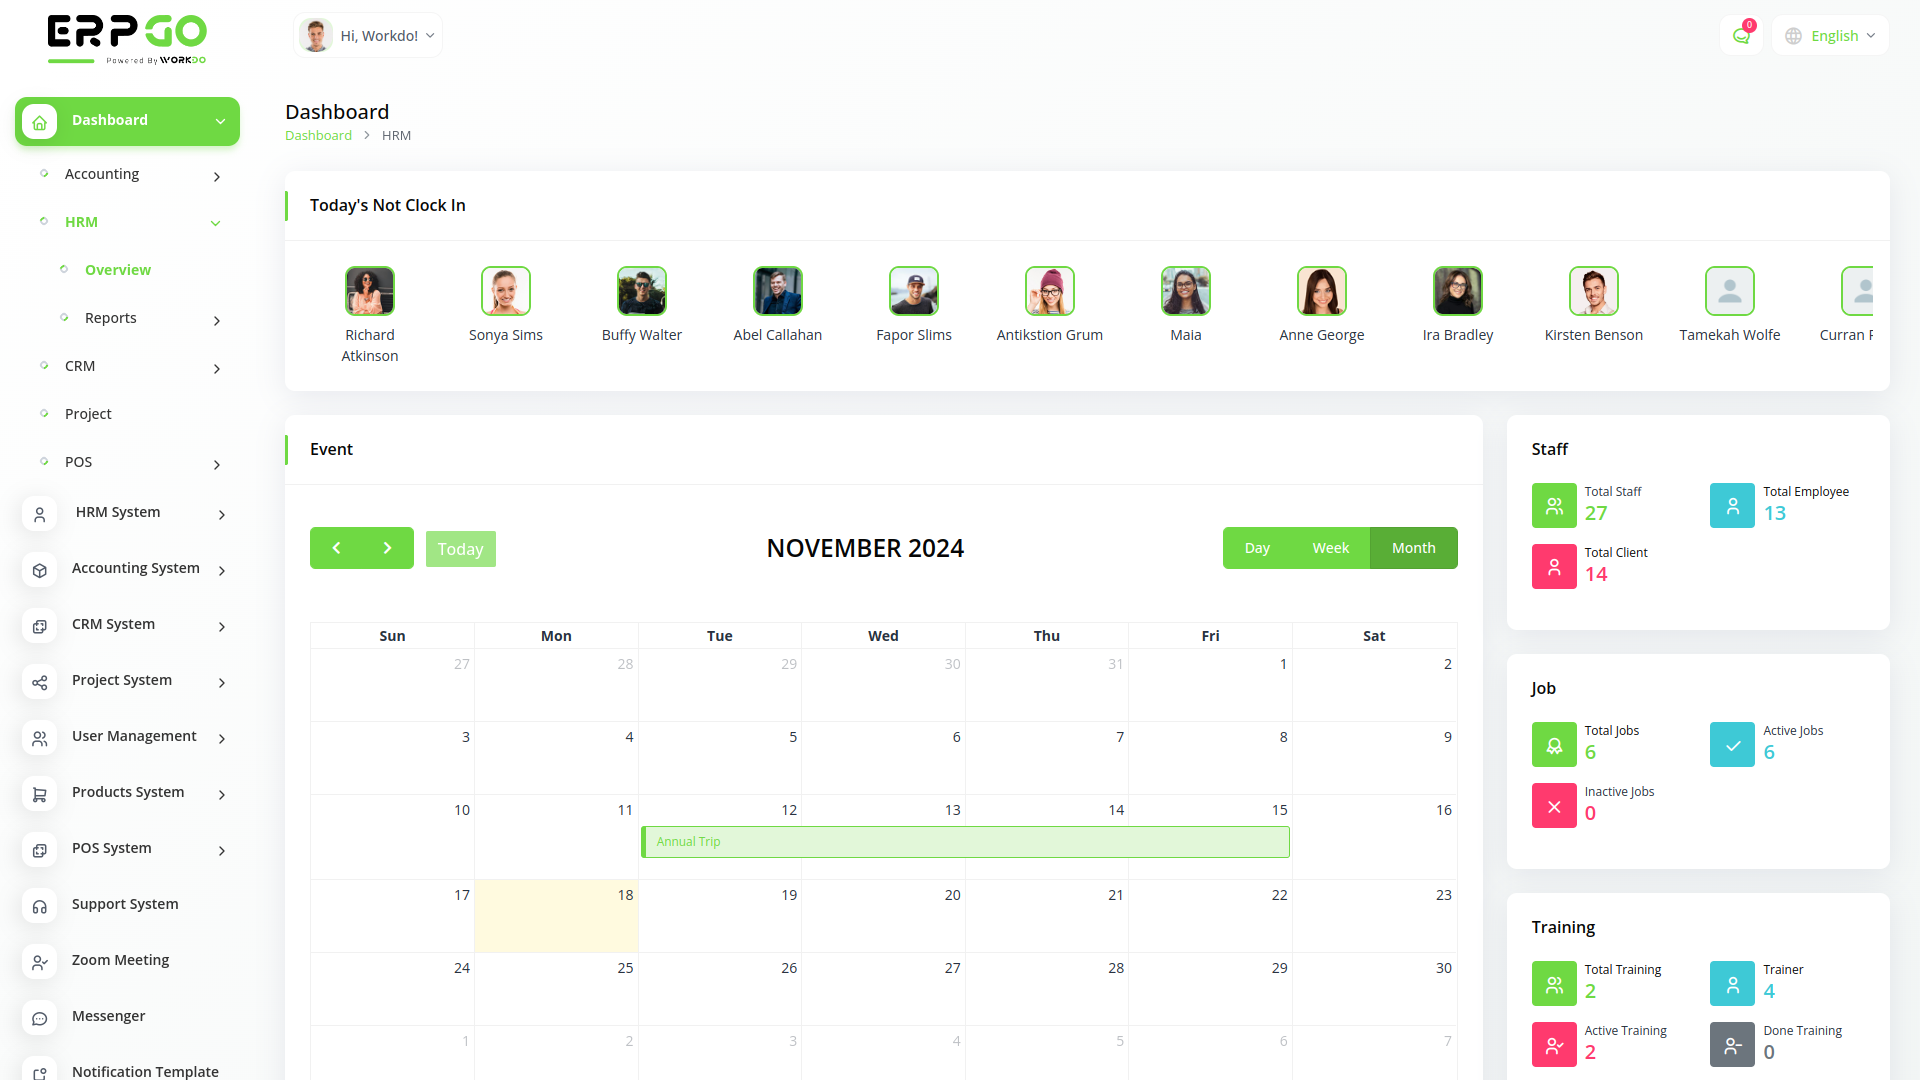 ERPGO
Powered By WORKDO
Hi, Workdo!
0
English
Dashboard
Accounting
HRM
Overview
Reports
CRM
Project
POS
HRM System
Accounting System
CRM System
Project System
User Management
Products System
POS System
Support System
Zoom Meeting
Messenger
Notification Template
Dashboard
Dashboard > HRM
Today's Not Clock In
Richard
Atkinson
Sonya Sims
Buffy Walter
Abel Callahan
Fapor Slims
Antikstion Grum
Maia
Anne George
Ira Bradley
Kirsten Benson
Tamekah Wolfe
Curran
Event
Today
NOVEMBER 2024
Day Week Month
Sun Mon Tue Wed Thu Fri Sat
27 28 29 30 31 1 2
3 4 5 6 7 8 9
10 11 12 13 14 15 16
Annual Trip
17 18 19 20 21 22 23
24 25 26 27 28 29 30
1 2 3 4 5 6 7
Staff
Total Staff
27
Total Employee
13
Total Client
14
Job
Total Jobs
6
Active Jobs
6
Inactive Jobs
0
Training
Total Training
2
Trainer
4
Active Training
2
Done Training
0